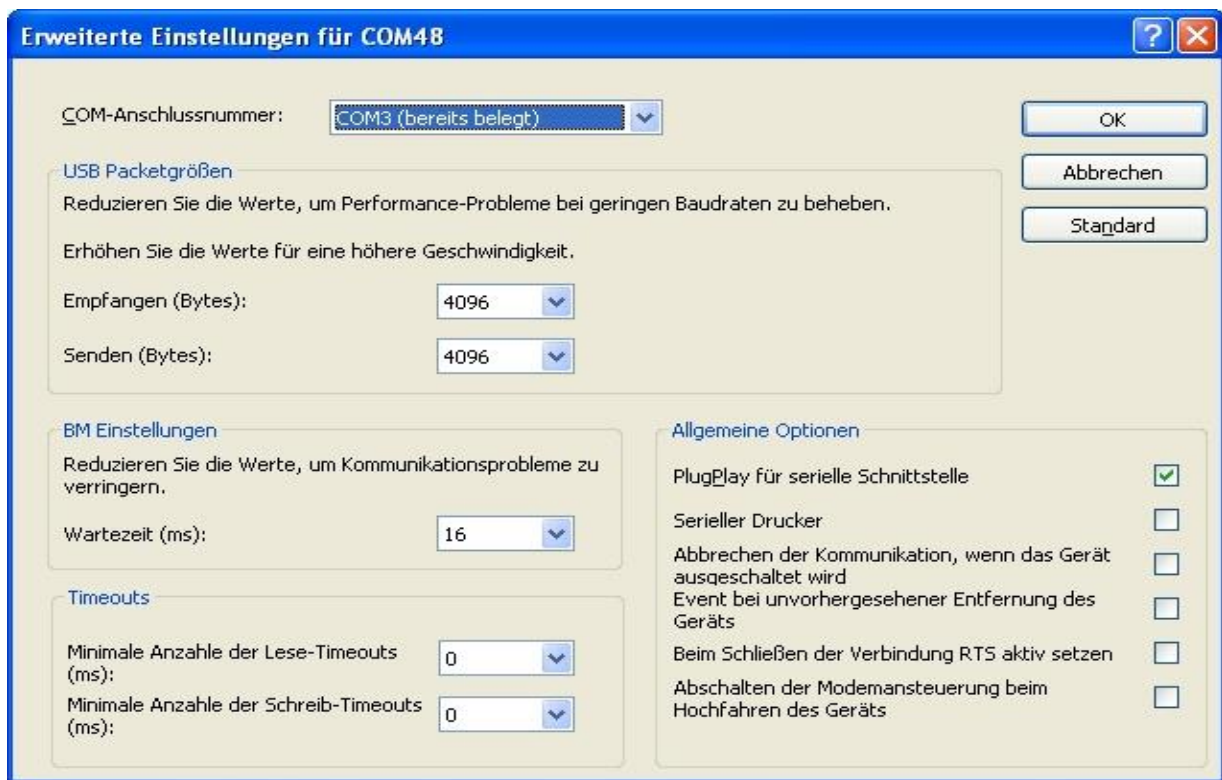 Erweiterte Einstellungen für COM48
COM-Anschlussnummer: COM3 (bereits belegt)
OK
Abbrechen
Standard
USB Packetgrößen
Reduzieren Sie die Werte, um Performance-Probleme bei geringen Baudraten zu beheben.
Erhöhen Sie die Werte für eine höhere Geschwindigkeit.
Empfangen (Bytes): 4096
Senden (Bytes): 4096
BM Einstellungen
Reduzieren Sie die Werte, um Kommunikationsprobleme zu
verringern.
Wartezeit (ms): 16
Timeouts
Minimale Anzahle der Lese-Timeouts
(ms): 0
Minimale Anzahle der Schreib-Timeouts
(ms): 0
Allgemeine Optionen
PlugPlay für serielle Schnittstelle
Serieller Drucker
Abbrechen der Kommunikation, wenn das Gerät
ausgeschaltet wird
Event bei unvorhergesehener Entfernung des
Geräts
Beim Schließen der Verbindung RTS aktiv setzen
Abschalten der Modemansteuerung beim
Hochfahren des Geräts